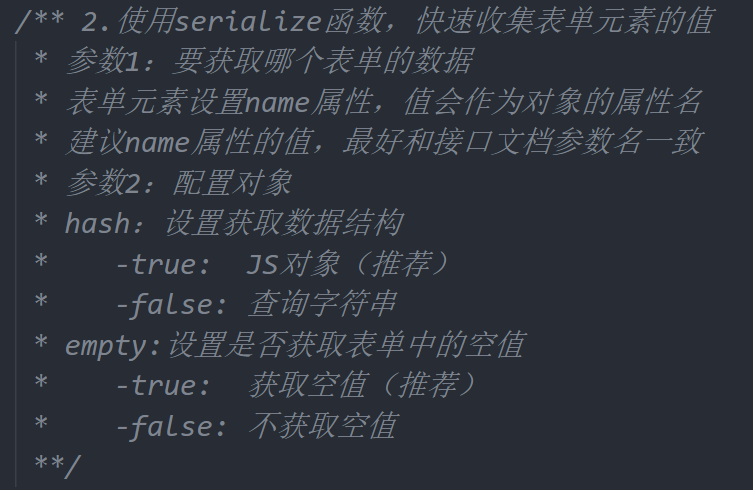 /** 2.使用serialize函数，快速收集表单元素的值
* 参数1：要获取哪个表单的数据
* 表单元素设置name属性，值会作为对象的属性名
* 建议name属性的值，最好和接口文档参数名一致
* 参数2：配置对象
* hash：设置获取数据结构
*    -true:  JS对象（推荐）
*    -false: 查询字符串
* empty:设置是否获取表单中的空值
*    -true:  获取空值（推荐）
*    -false: 不获取空值
**/